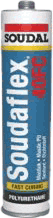 SOUDAL
Soudaflex
40FC
FAST CURING
POLYURETHANE